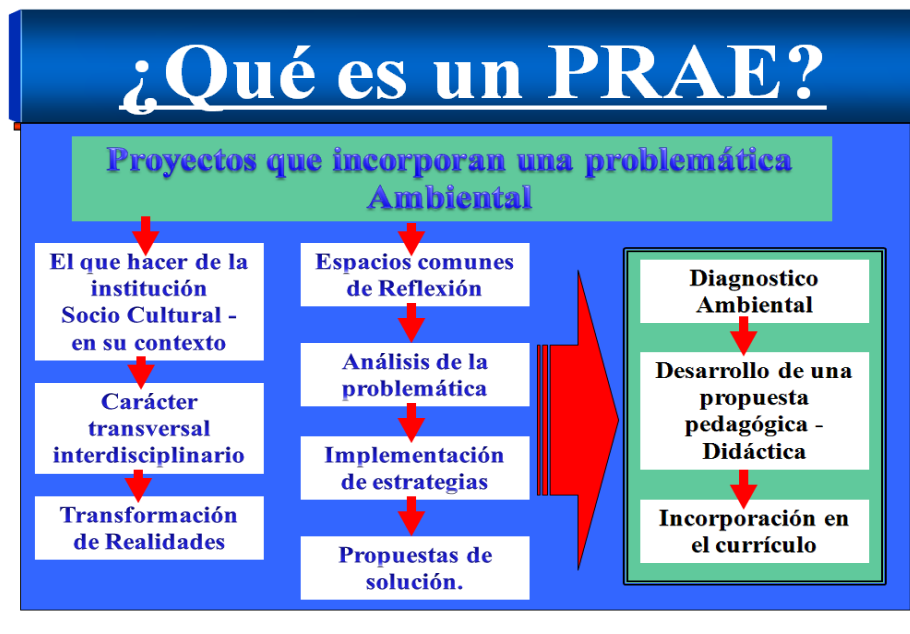 ¿Qué es un PRAE?
Proyectos que incorporan una problemática
Ambiental
El que hacer de la
institución
Socio Cultural -
en su contexto
Carácter
transversal
interdisciplinario
Transformación
de Realidades
Espacios comunes
de Reflexión
Análisis de la
problemática
Implementación
de estrategias
Propuestas de
solución.
Diagnostico
Ambiental
Desarrollo de una
propuesta
pedagógica -
Didáctica
Incorporación en
el currículo